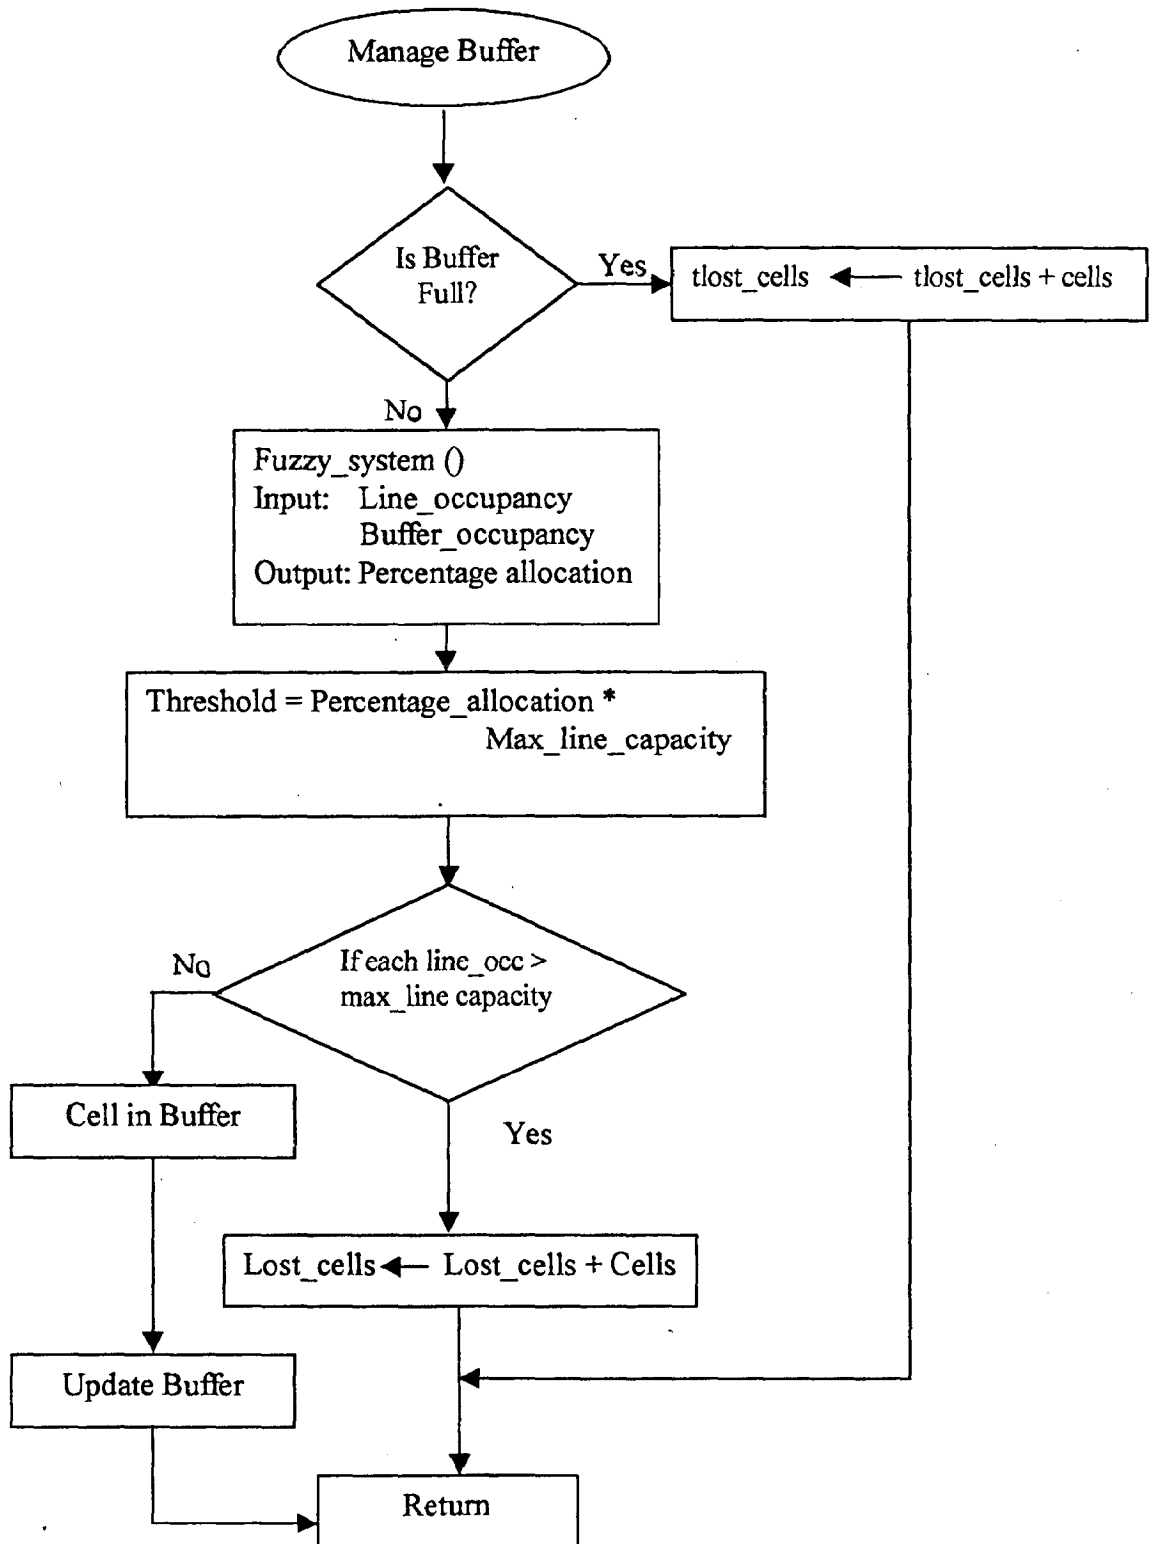 Manage Buffer
Is Buffer
Full?
Yes
tlost_cells ← tlost_cells + cells
No
Fuzzy_system ()
Input: Line_occupancy
Buffer_occupancy
Output: Percentage allocation
Threshold = Percentage_allocation *
Max_line_capacity
If each line_occ >
max_line capacity
No
Cell in Buffer
Yes
Lost_cells ← Lost_cells + Cells
Update Buffer
Return